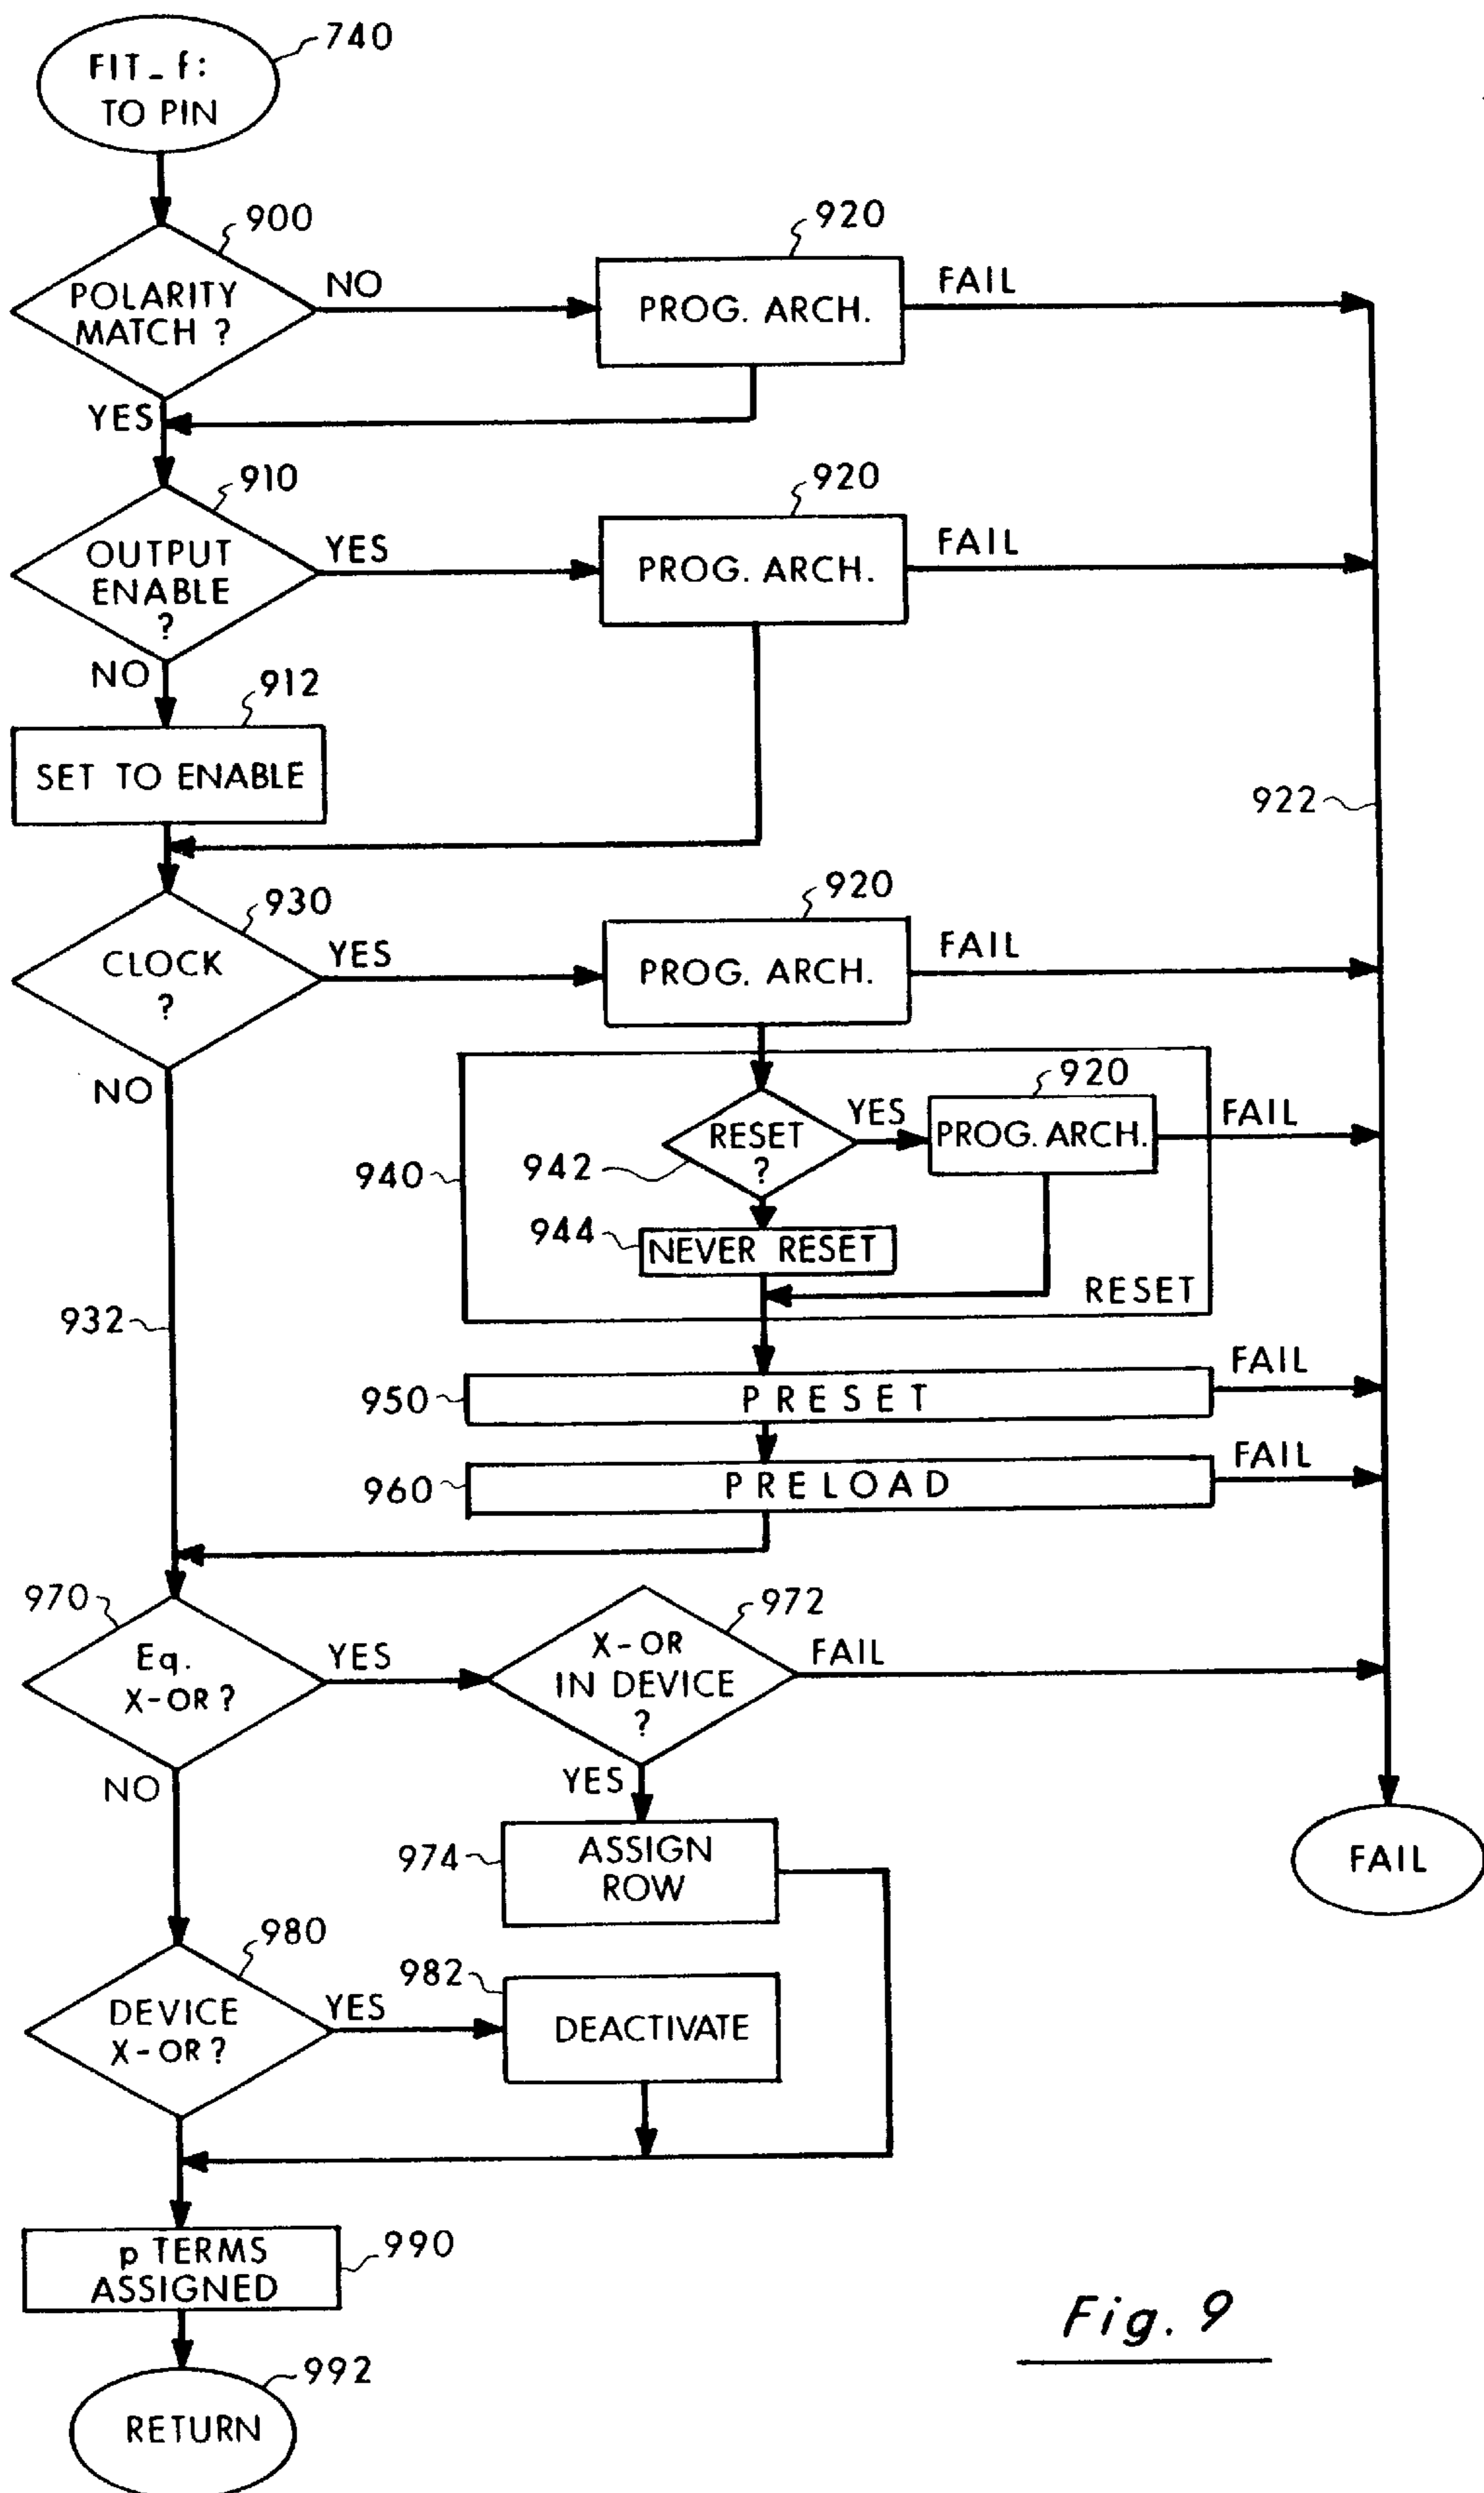 FIT_f:
TO PIN
740
900
POLARITY
MATCH ?
NO
920
PROG. ARCH.
FAIL
YES
910
OUTPUT
ENABLE
?
YES
920
PROG. ARCH.
FAIL
NO
912
SET TO ENABLE
922
930
CLOCK
?
YES
920
PROG. ARCH.
FAIL
NO
940
942
RESET
?
YES
920
PROG. ARCH.
FAIL
944
NEVER RESET
RESET
932
950
PRESET
FAIL
960
PRELOAD
FAIL
970
Eq.
X-OR ?
YES
972
X-OR
IN DEVICE
?
FAIL
NO
YES
974
ASSIGN
ROW
FAIL
980
DEVICE
X-OR ?
YES
982
DEACTIVATE
p TERMS
ASSIGNED
990
992
RETURN
Fig. 9